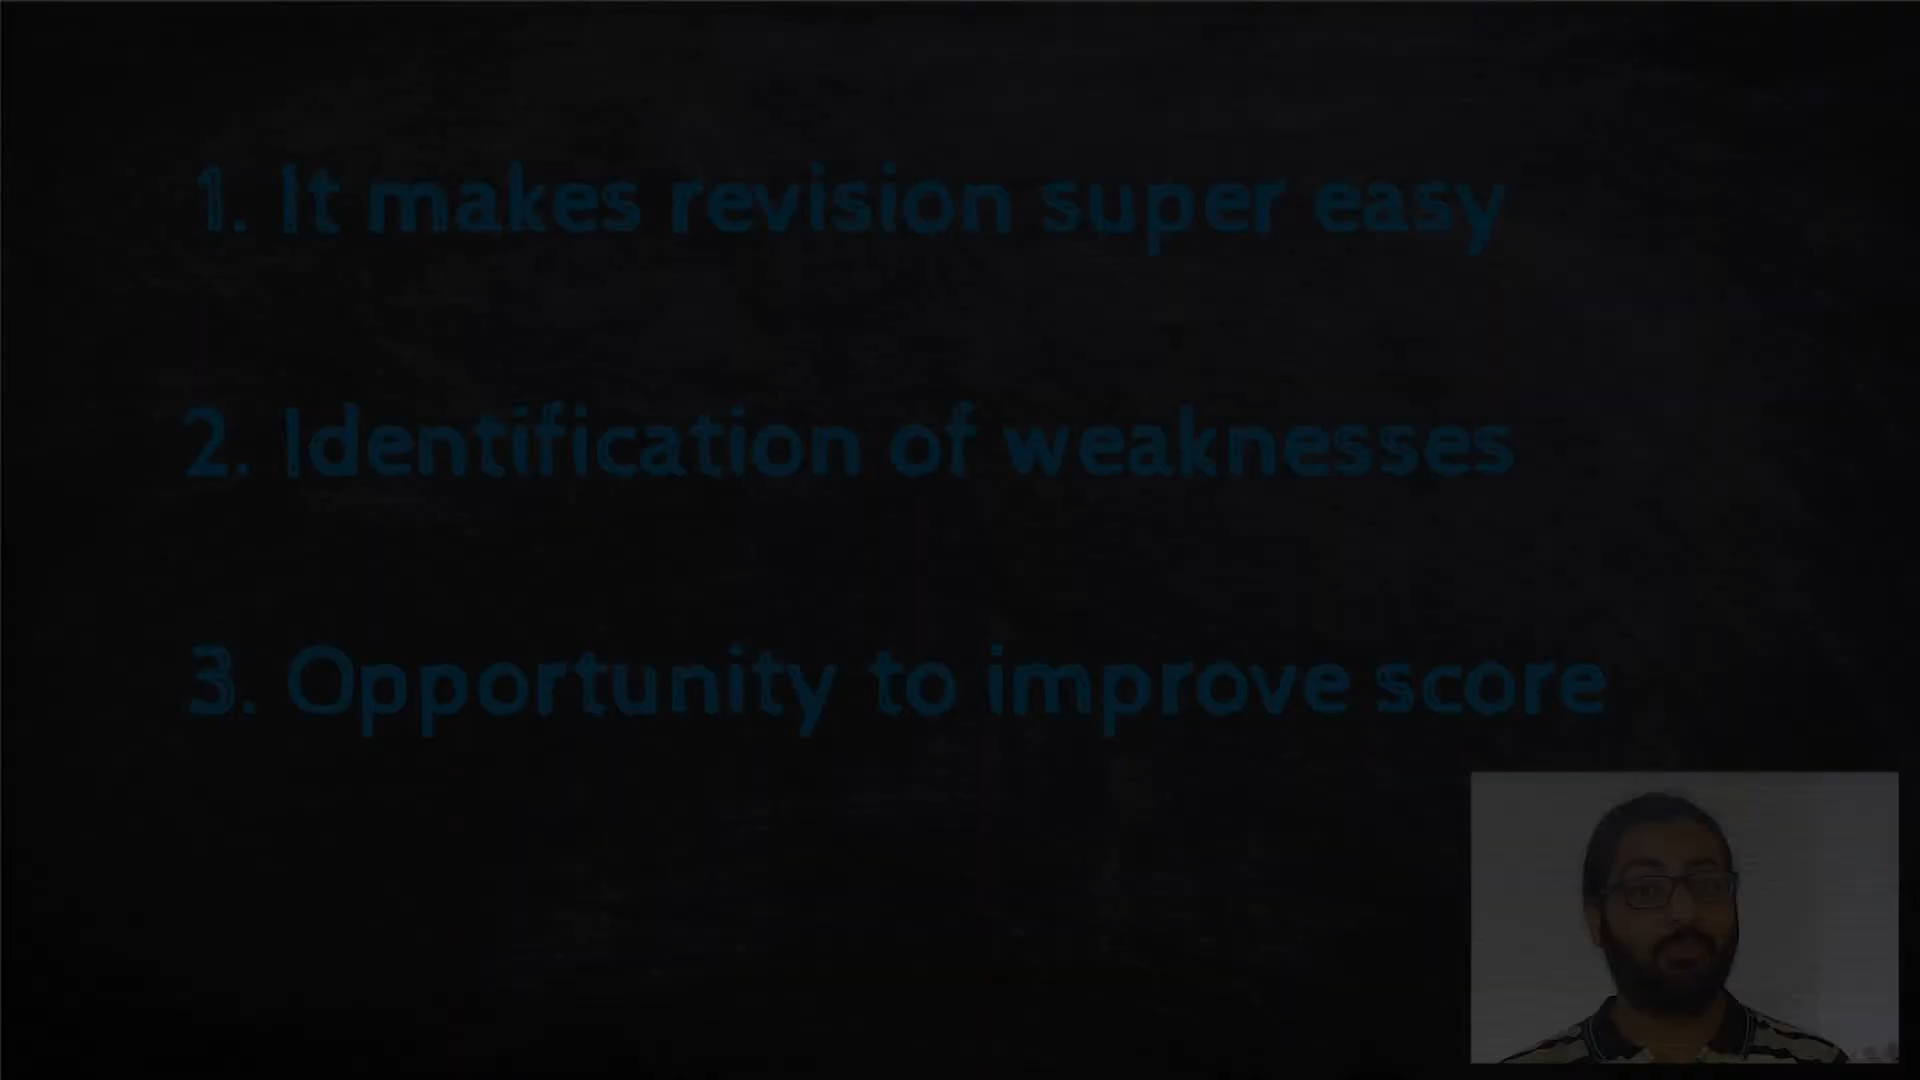 1. It makes revision super easy
2. Identification of weaknesses
3. Opportunity to improve score